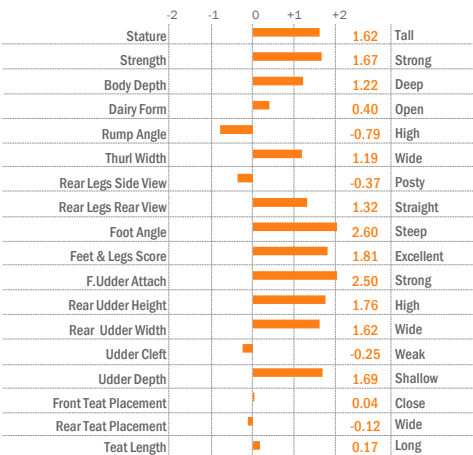 -2 -1 0 +1 +2
Stature 1.62 Tall
Strength 1.67 Strong
Body Depth 1.22 Deep
Dairy Form 0.40 Open
Rump Angle -0.79 High
Thurl Width 1.19 Wide
Rear Legs Side View -0.37 Posty
Rear Legs Rear View 1.32 Straight
Foot Angle 2.60 Steep
Feet & Legs Score 1.81 Excellent
F.Udder Attach 2.50 Strong
Rear Udder Height 1.76 High
Rear Udder Width 1.62 Wide
Udder Cleft -0.25 Weak
Udder Depth 1.69 Shallow
Front Teat Placement 0.04 Close
Rear Teat Placement -0.12 Wide
Teat Length 0.17 Long